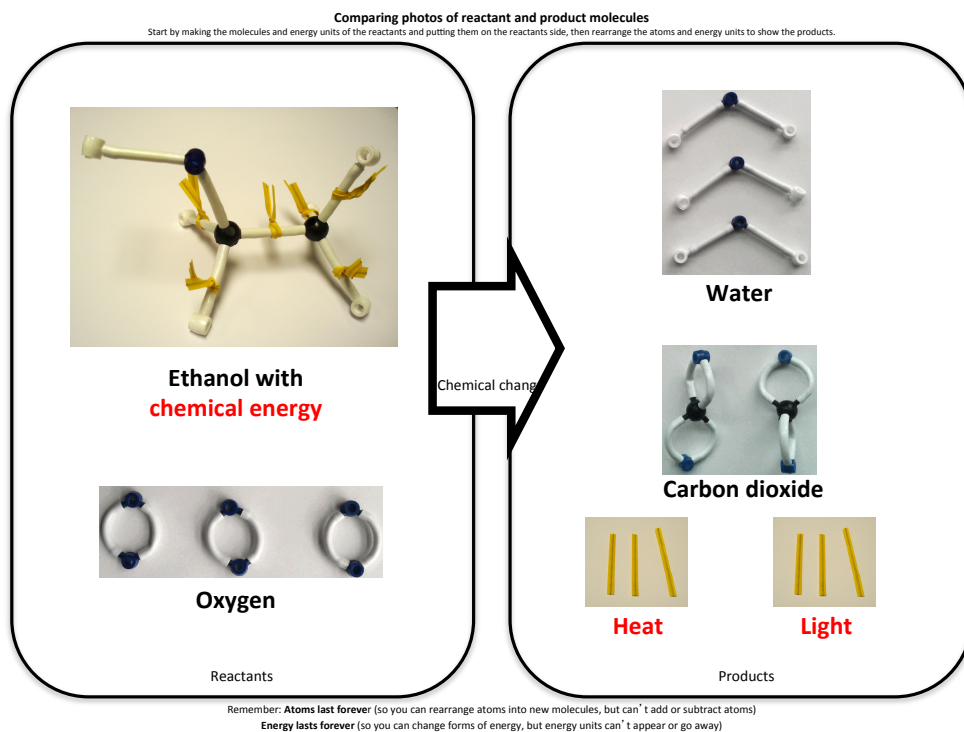 Comparing photos of reactant and product molecules
Start by making the molecules and energy units of the reactants and putting them on the reactants side, then rearrange the atoms and energy units to show the products.
Ethanol with
chemical energy
Oxygen
Reactants
Chemical chang
Water
Carbon dioxide
Heat
Light
Products
Remember: Atoms last forever (so you can rearrange atoms into new molecules, but can't add or subtract atoms)
Energy lasts forever (so you can change forms of energy, but energy units can't appear or go away)